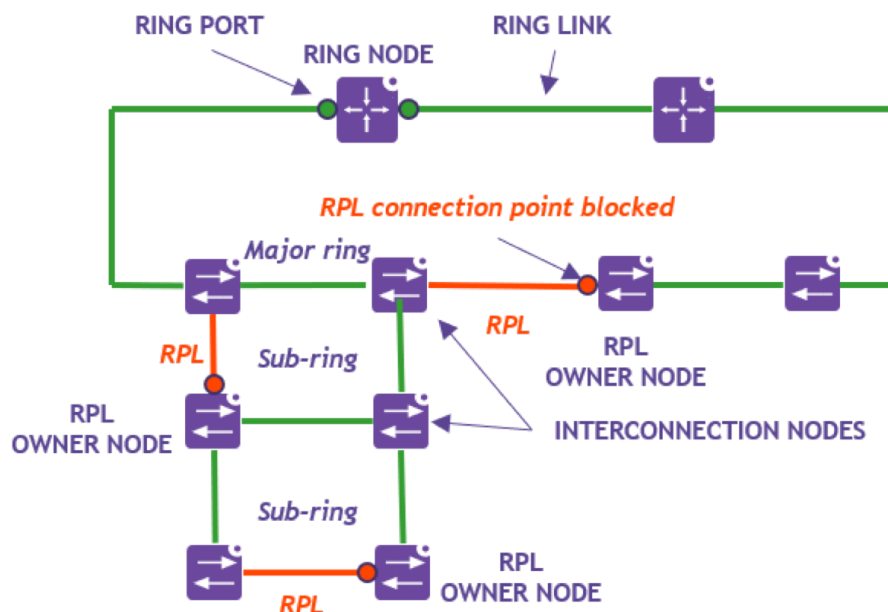 RING PORT
RING NODE
RING LINK
RPL connection point blocked
Major ring
RPL
RPL
Sub-ring
RPL
OWNER NODE
RPL
OWNER NODE
INTERCONNECTION NODES
Sub-ring
RPL
OWNER NODE
RPL